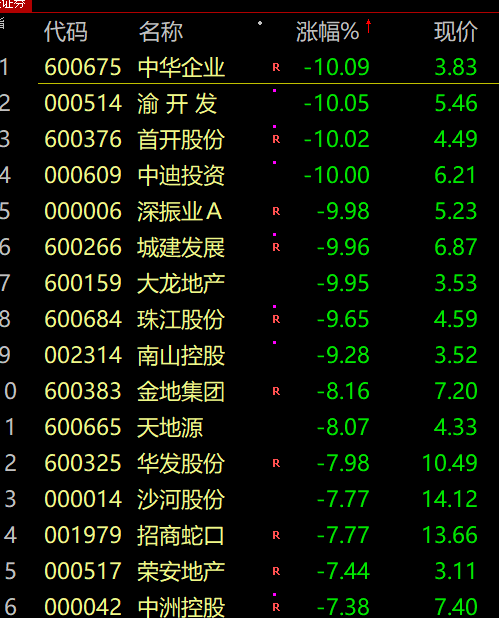 证券
代码 名称 涨幅% 现价
1 600675 中华企业 R -10.09 3.83
2 000514 渝开发 -10.05 5.46
3 600376 首开股份 R -10.02 4.49
4 000609 中迪投资 -10.00 6.21
5 000006 深振业A R -9.98 5.23
6 600266 城建发展 R -9.96 6.87
7 600159 大龙地产 -9.95 3.53
8 600684 珠江股份 R -9.65 4.59
9 002314 南山控股 -9.28 3.52
0 600383 金地集团 R -8.16 7.20
1 600665 天地源 -8.07 4.33
2 600325 华发股份 R -7.98 10.49
3 000014 沙河股份 -7.77 14.12
4 001979 招商蛇口 R -7.77 13.66
5 000517 荣安地产 R -7.44 3.11
6 000042 中洲控股 R -7.38 7.40